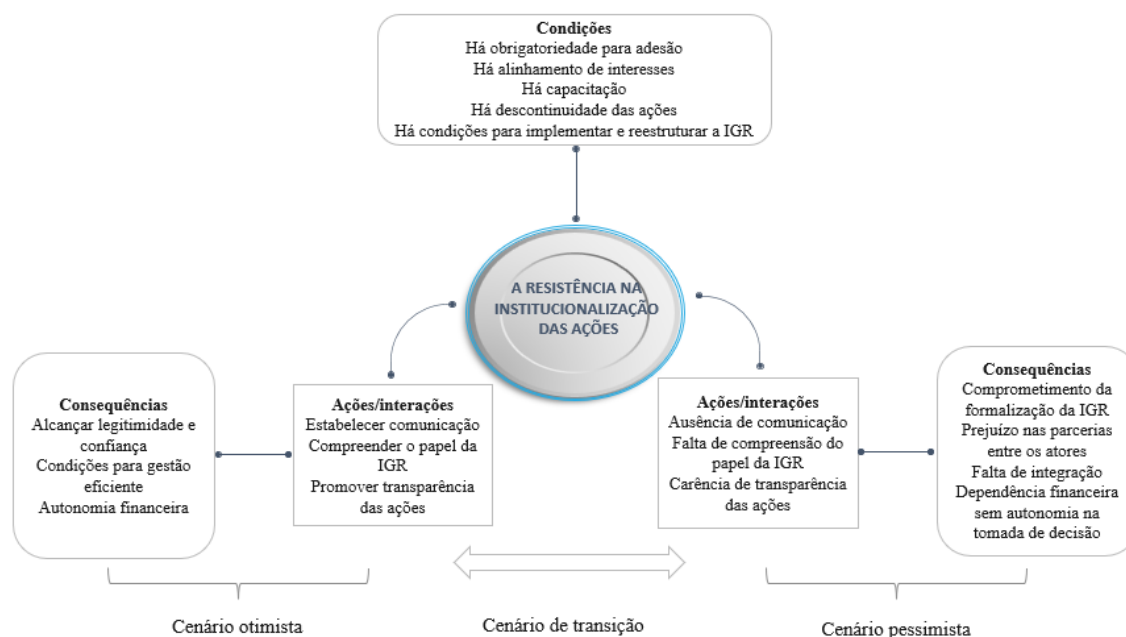 Condições
Há obrigatoriedade para adesão
Há alinhamento de interesses
Há capacitação
Há descontinuidade das ações
Há condições para implementar e reestruturar a IGR
A RESISTÊNCIA NA
INSTITUCIONALIZAÇÃO
DAS AÇÕES
Consequências
Alcançar legitimidade e
confiança
Condições para gestão
eficiente
Autonomia financeira
Ações/interações
Estabelecer comunicação
Compreender o papel da
IGR
Promover transparência
das ações
Ações/interações
Ausência de comunicação
Falta de compreensão do
papel da IGR
Carência de transparência
das ações
Consequências
Comprometimento da
formalização da IGR
Prejuízo nas parcerias
entre os atores
Falta de integração
Dependência financeira
sem autonomia na
tomada de decisão
Cenário otimista
Cenário de transição
Cenário pessimista